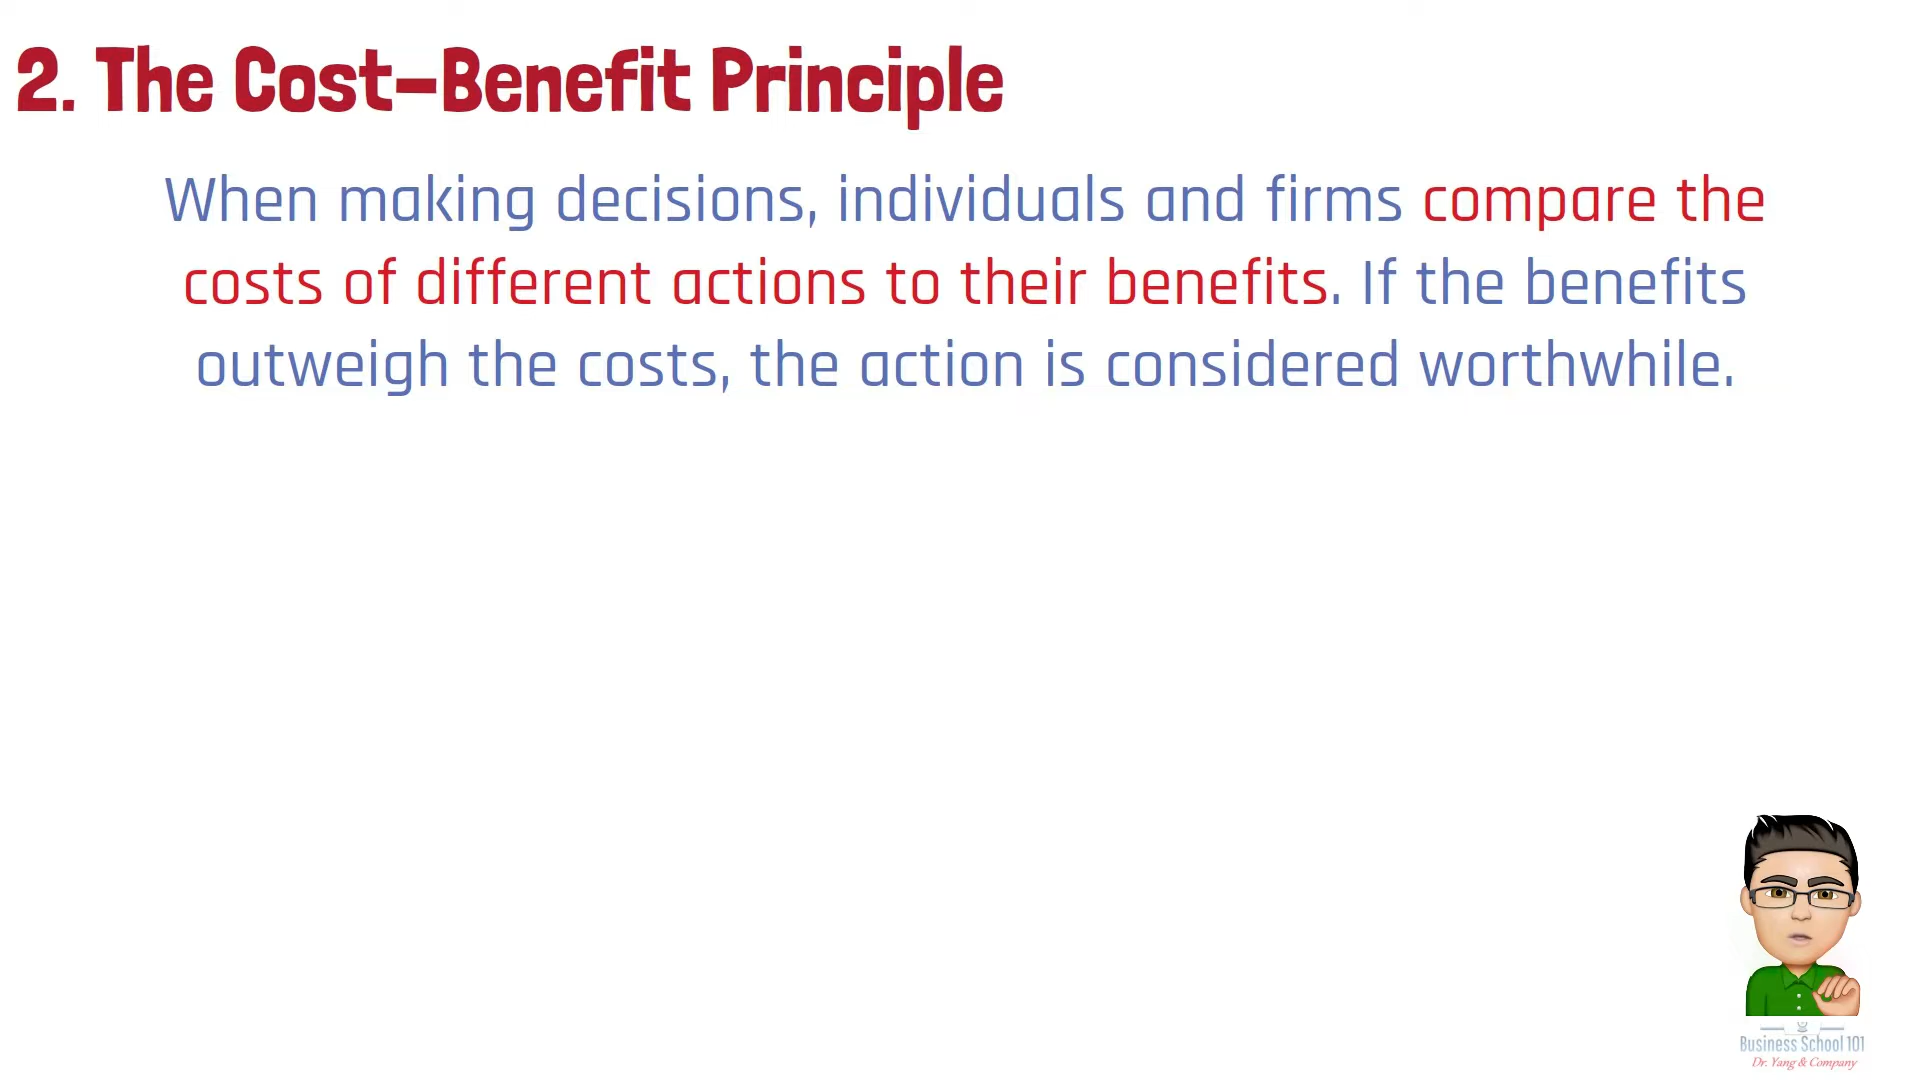 2. The Cost-Benefit Principle
When making decisions, individuals and firms compare the
costs of different actions to their benefits. If the benefits
outweigh the costs, the action is considered worthwhile.
Business School 101
Dr. Yang & Company